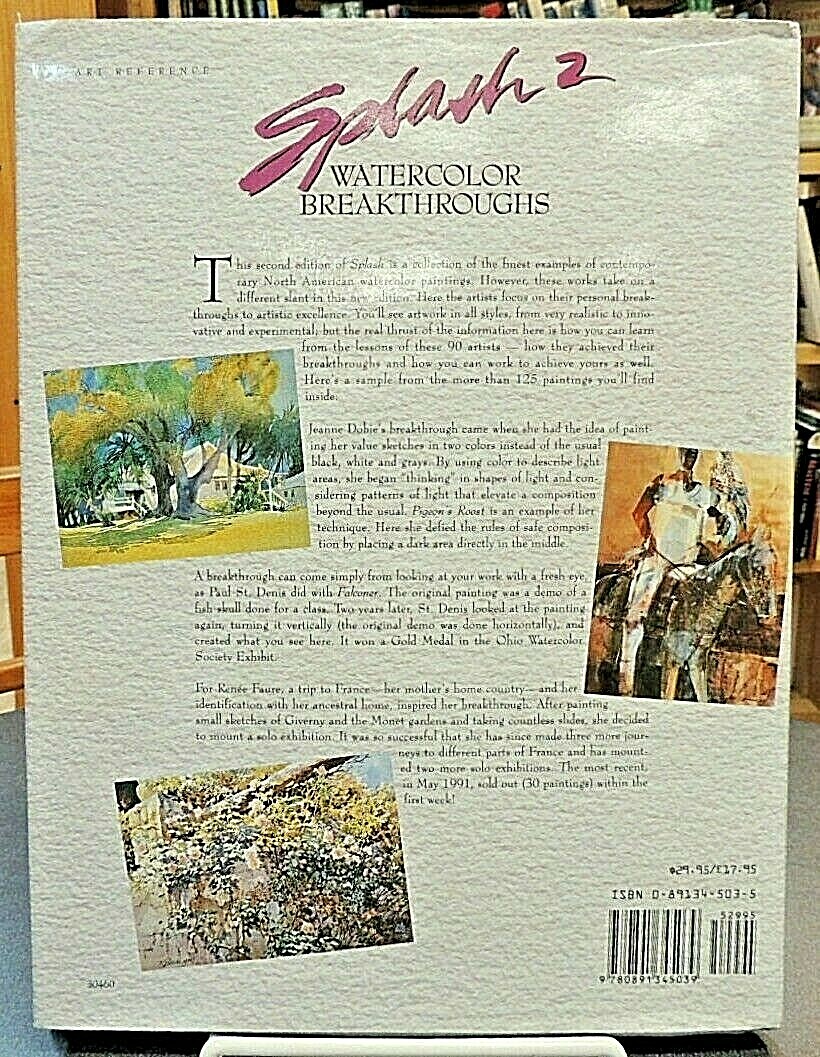 ART REFERENCE
Splash 2
WATERCOLOR
BREAKTHROUGHS
This second edition of Splash is a collection of the finest examples of contempo-
rary North American watercolor paintings. However, these works take on a
different slant in this new edition. Here the artists focus on their personal break-
throughs to artistic excellence. You'll see artwork in all styles, from very realistic to inno-
vative and experimental, but the real thrust of the information here is how you can learn
from the lessons of these 90 artists — how they achieved their
breakthroughs and how you can work to achieve yours as well.
Here's a sample from the more than 125 paintings you'll find
inside.
Jeanne Dobie's breakthrough came when she had the idea of paint-
ing her value sketches in two colors instead of the usual
black, white and grays. By using color to describe light
areas, she began "thinking" in shapes of light and con-
sidering patterns of light that elevate a composition
beyond the usual. Pigeon's Roost is an example of her
technique. Here she defied the rules of safe composi-
tion by placing a dark area directly in the middle.
A breakthrough can come simply from looking at your work with a fresh eye,
as Paul St. Denis did with Falconer. The original painting was a demo of a
fish skull done for a class. Two years later, St. Denis looked at the painting
again, turning it vertically (the original demo was done horizontally), and
created what you see here. It won a Gold Medal in the Ohio Watercolor
Society Exhibit.
For Renée Faure, a trip to France—her mother's home country—and her
identification with her ancestral home, inspired her breakthrough. After painting
small sketches of Giverny and the Monet gardens and taking countless slides, she decided
to mount a solo exhibition. It was so successful that she has since made three more jour-
neys to different parts of France and has mount-
ed two more solo exhibitions. The most recent,
in May 1991, sold out (30 paintings) within the
first week!
$29.95/£17.95
ISBN 0-89134-503-5
52995
9 780891 345039
30460